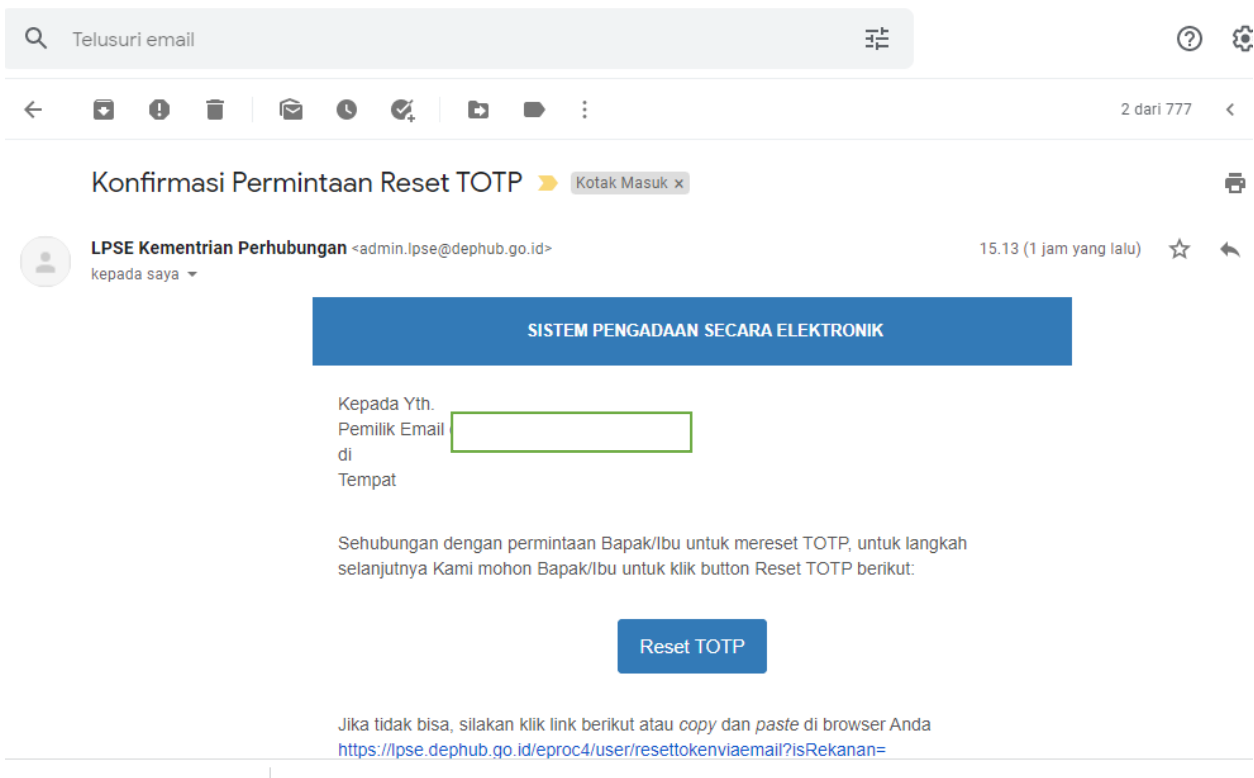 Telusuri email
2 dari 777
Konfirmasi Permintaan Reset TOTP Kotak Masuk x
LPSE Kementrian Perhubungan <admin.lpse@dephub.go.id> 15.13 (1 jam yang lalu)
kepada saya
SISTEM PENGADAAN SECARA ELEKTRONIK
Kepada Yth.
Pemilik Email
di
Tempat
Sehubungan dengan permintaan Bapak/Ibu untuk mereset TOTP, untuk langkah
selanjutnya Kami mohon Bapak/Ibu untuk klik button Reset TOTP berikut:
Reset TOTP
Jika tidak bisa, silakan klik link berikut atau copy dan paste di browser Anda
https://lpse.dephub.go.id/eproc4/user/resettokenviaemail?isRekanan=